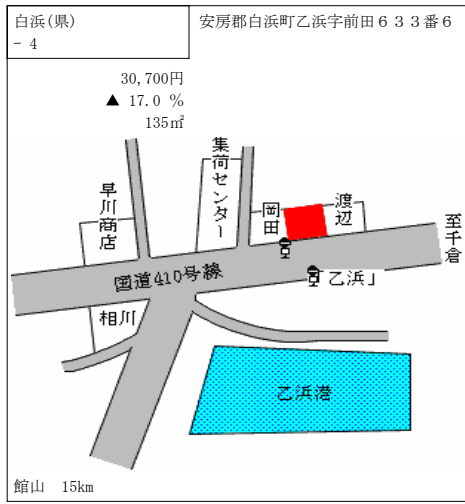 白浜(県)
- 4
安房郡白浜町乙浜字前田６３３番６
30,700円
▲ 17.0 %
135㎡
集荷センター
早川商店
岡田
渡辺
至千倉
国道410号線
「乙浜」
相川
乙浜港
館山 15km